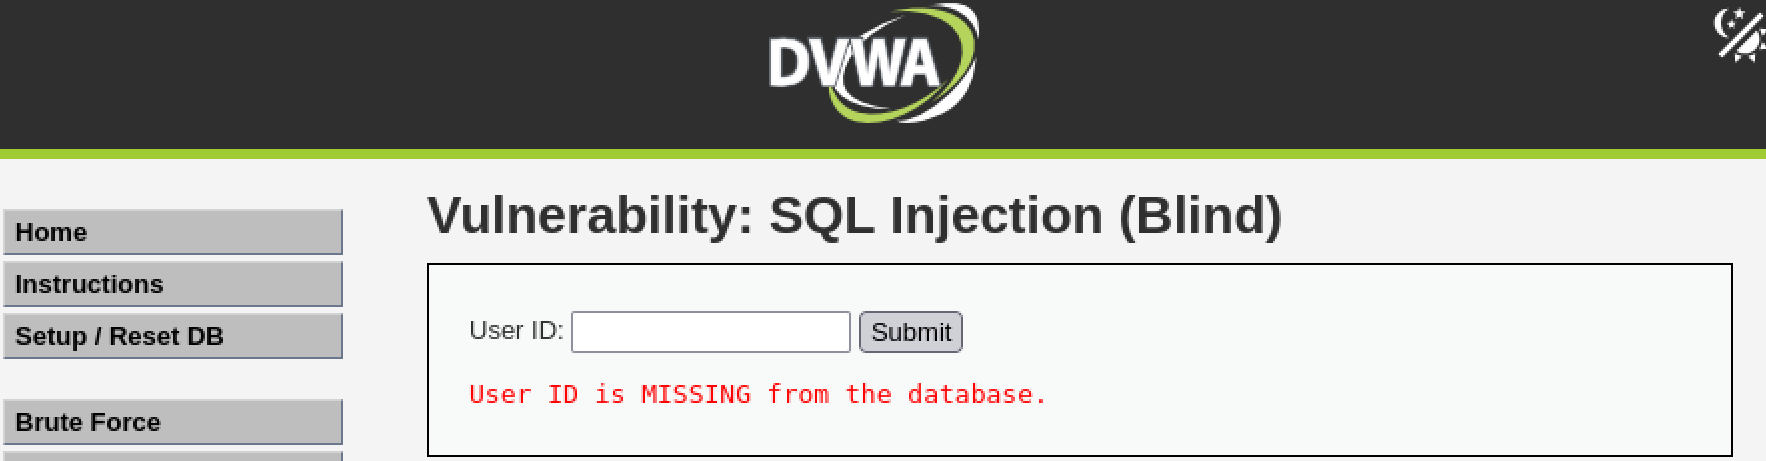 DVWA
Vulnerability: SQL Injection (Blind)
Home
Instructions
Setup / Reset DB
Brute Force
User ID:
Submit
User ID is MISSING from the database.